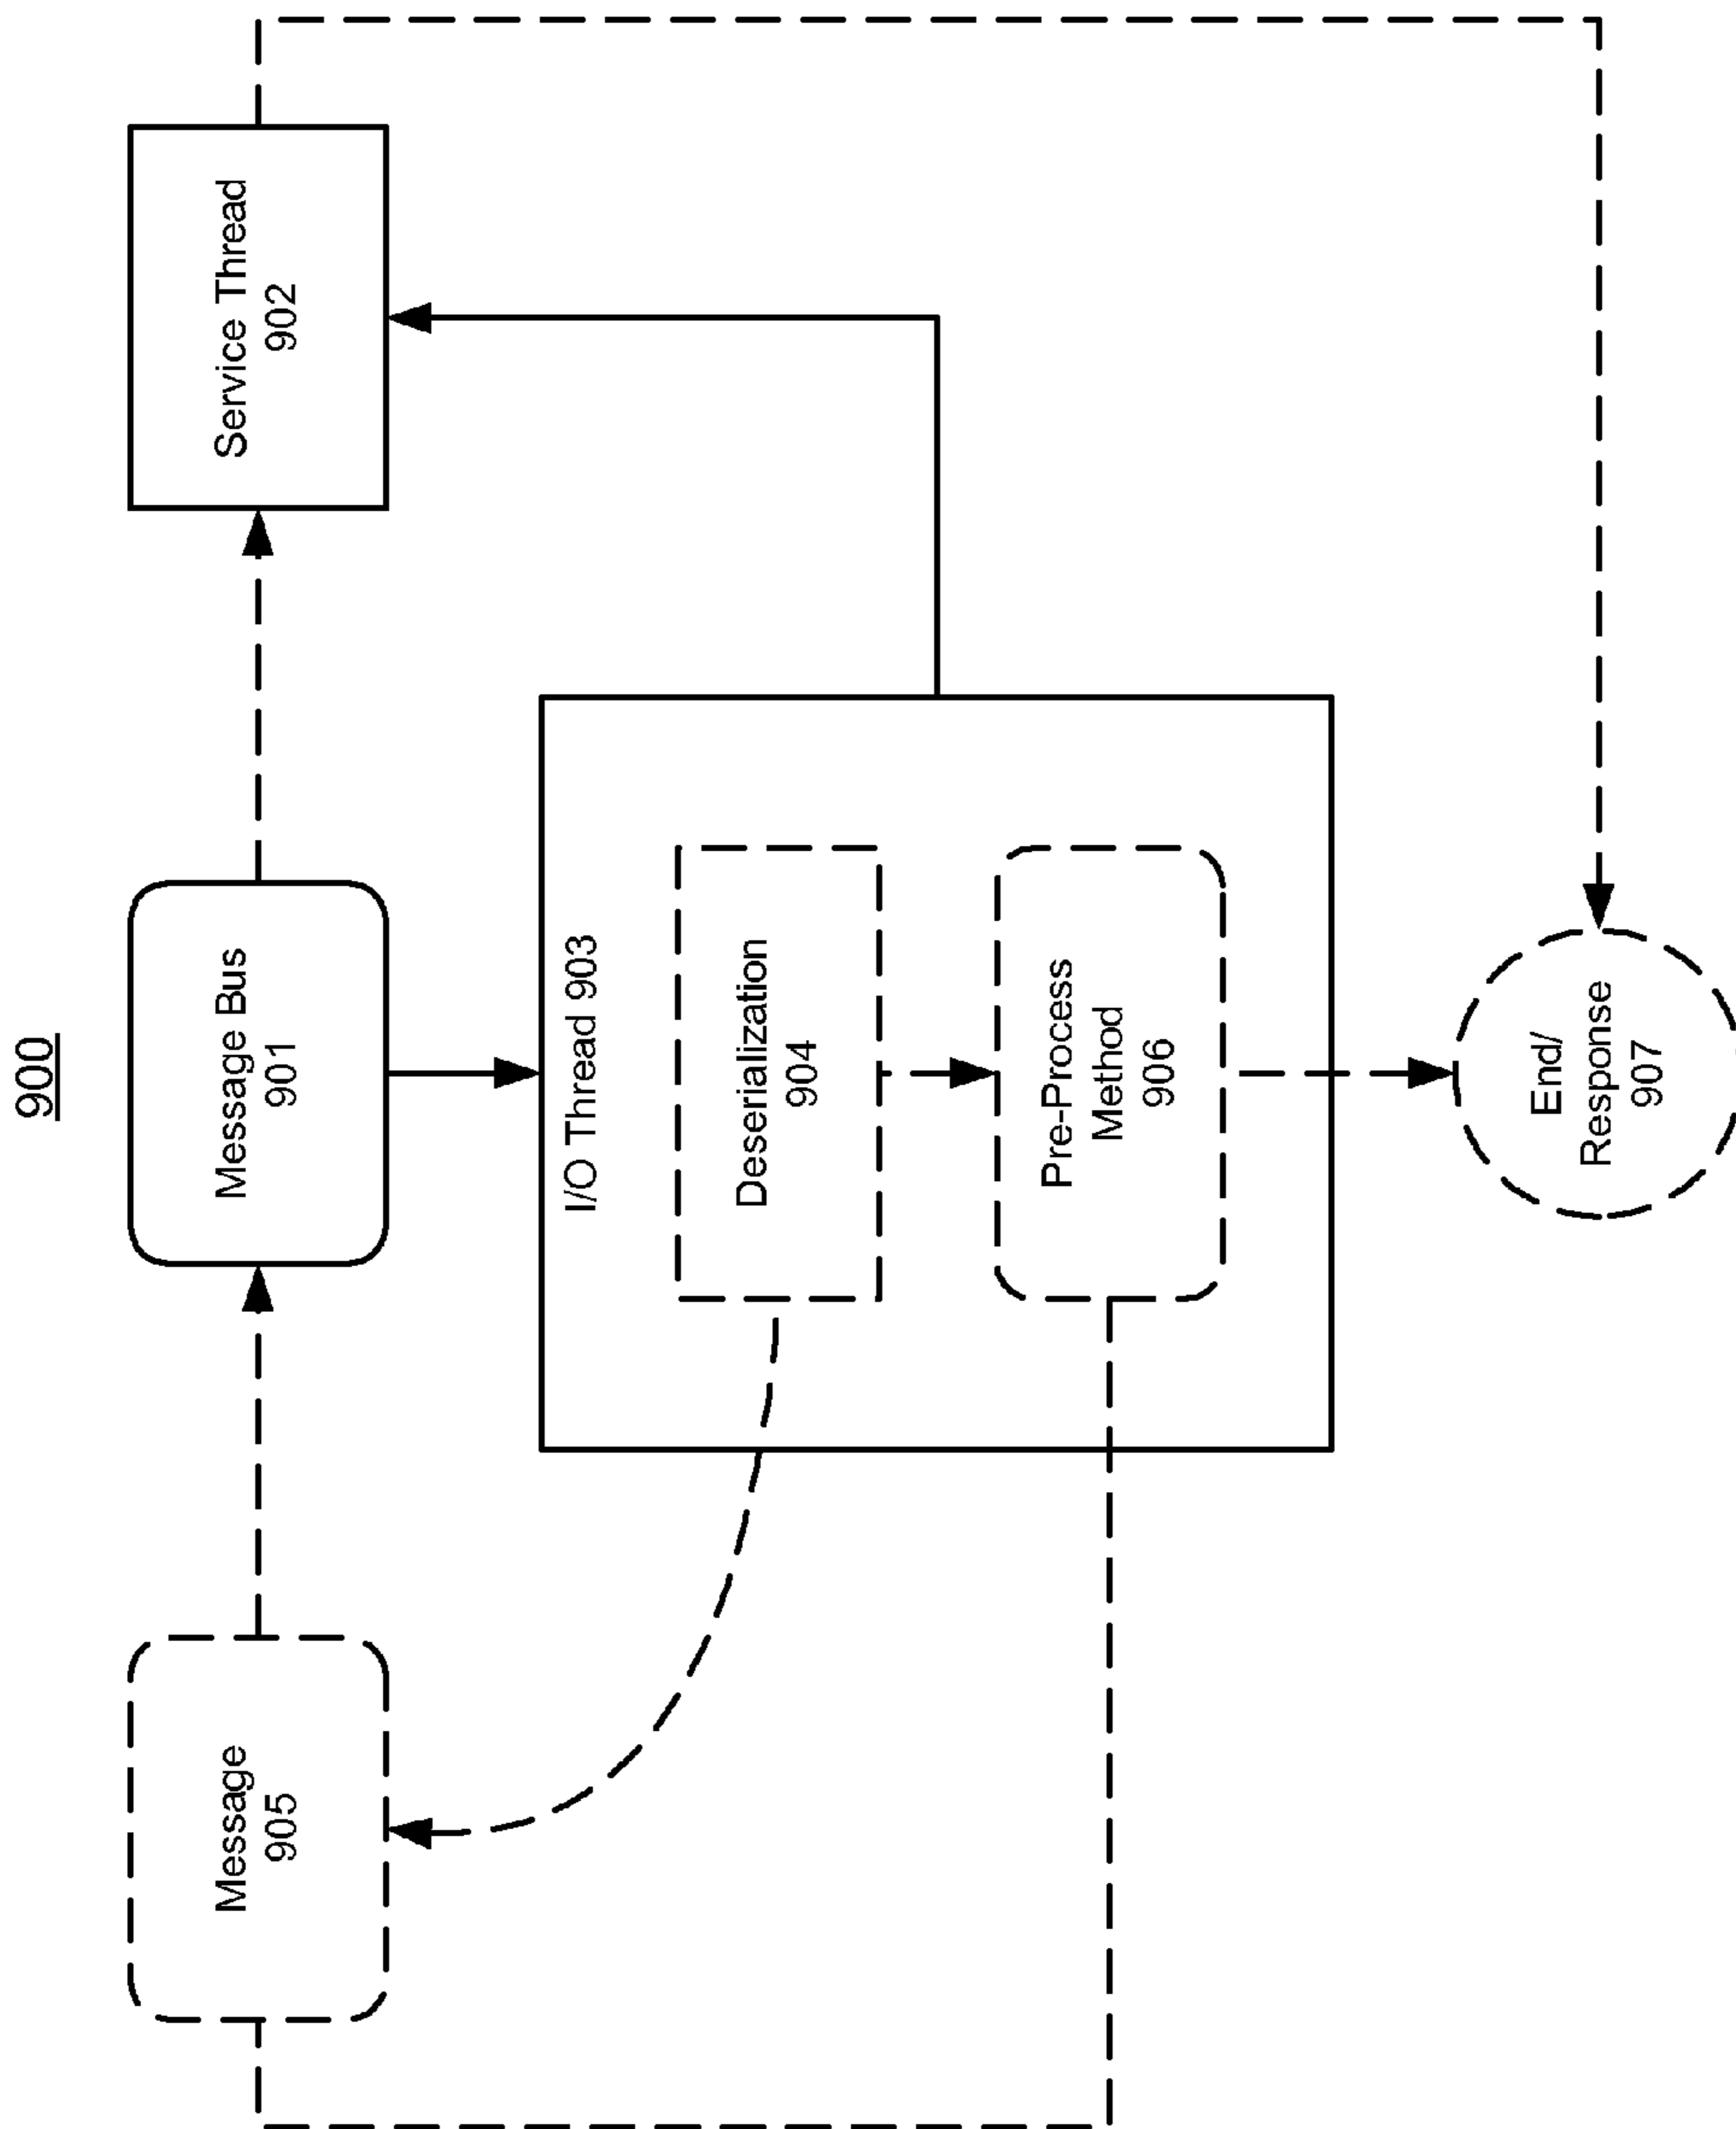 900
Message
905
Message Bus
901
Service Thread
902
I/O Thread 903
Deserialization
904
Pre-Process
Method
906
End/
Response
907